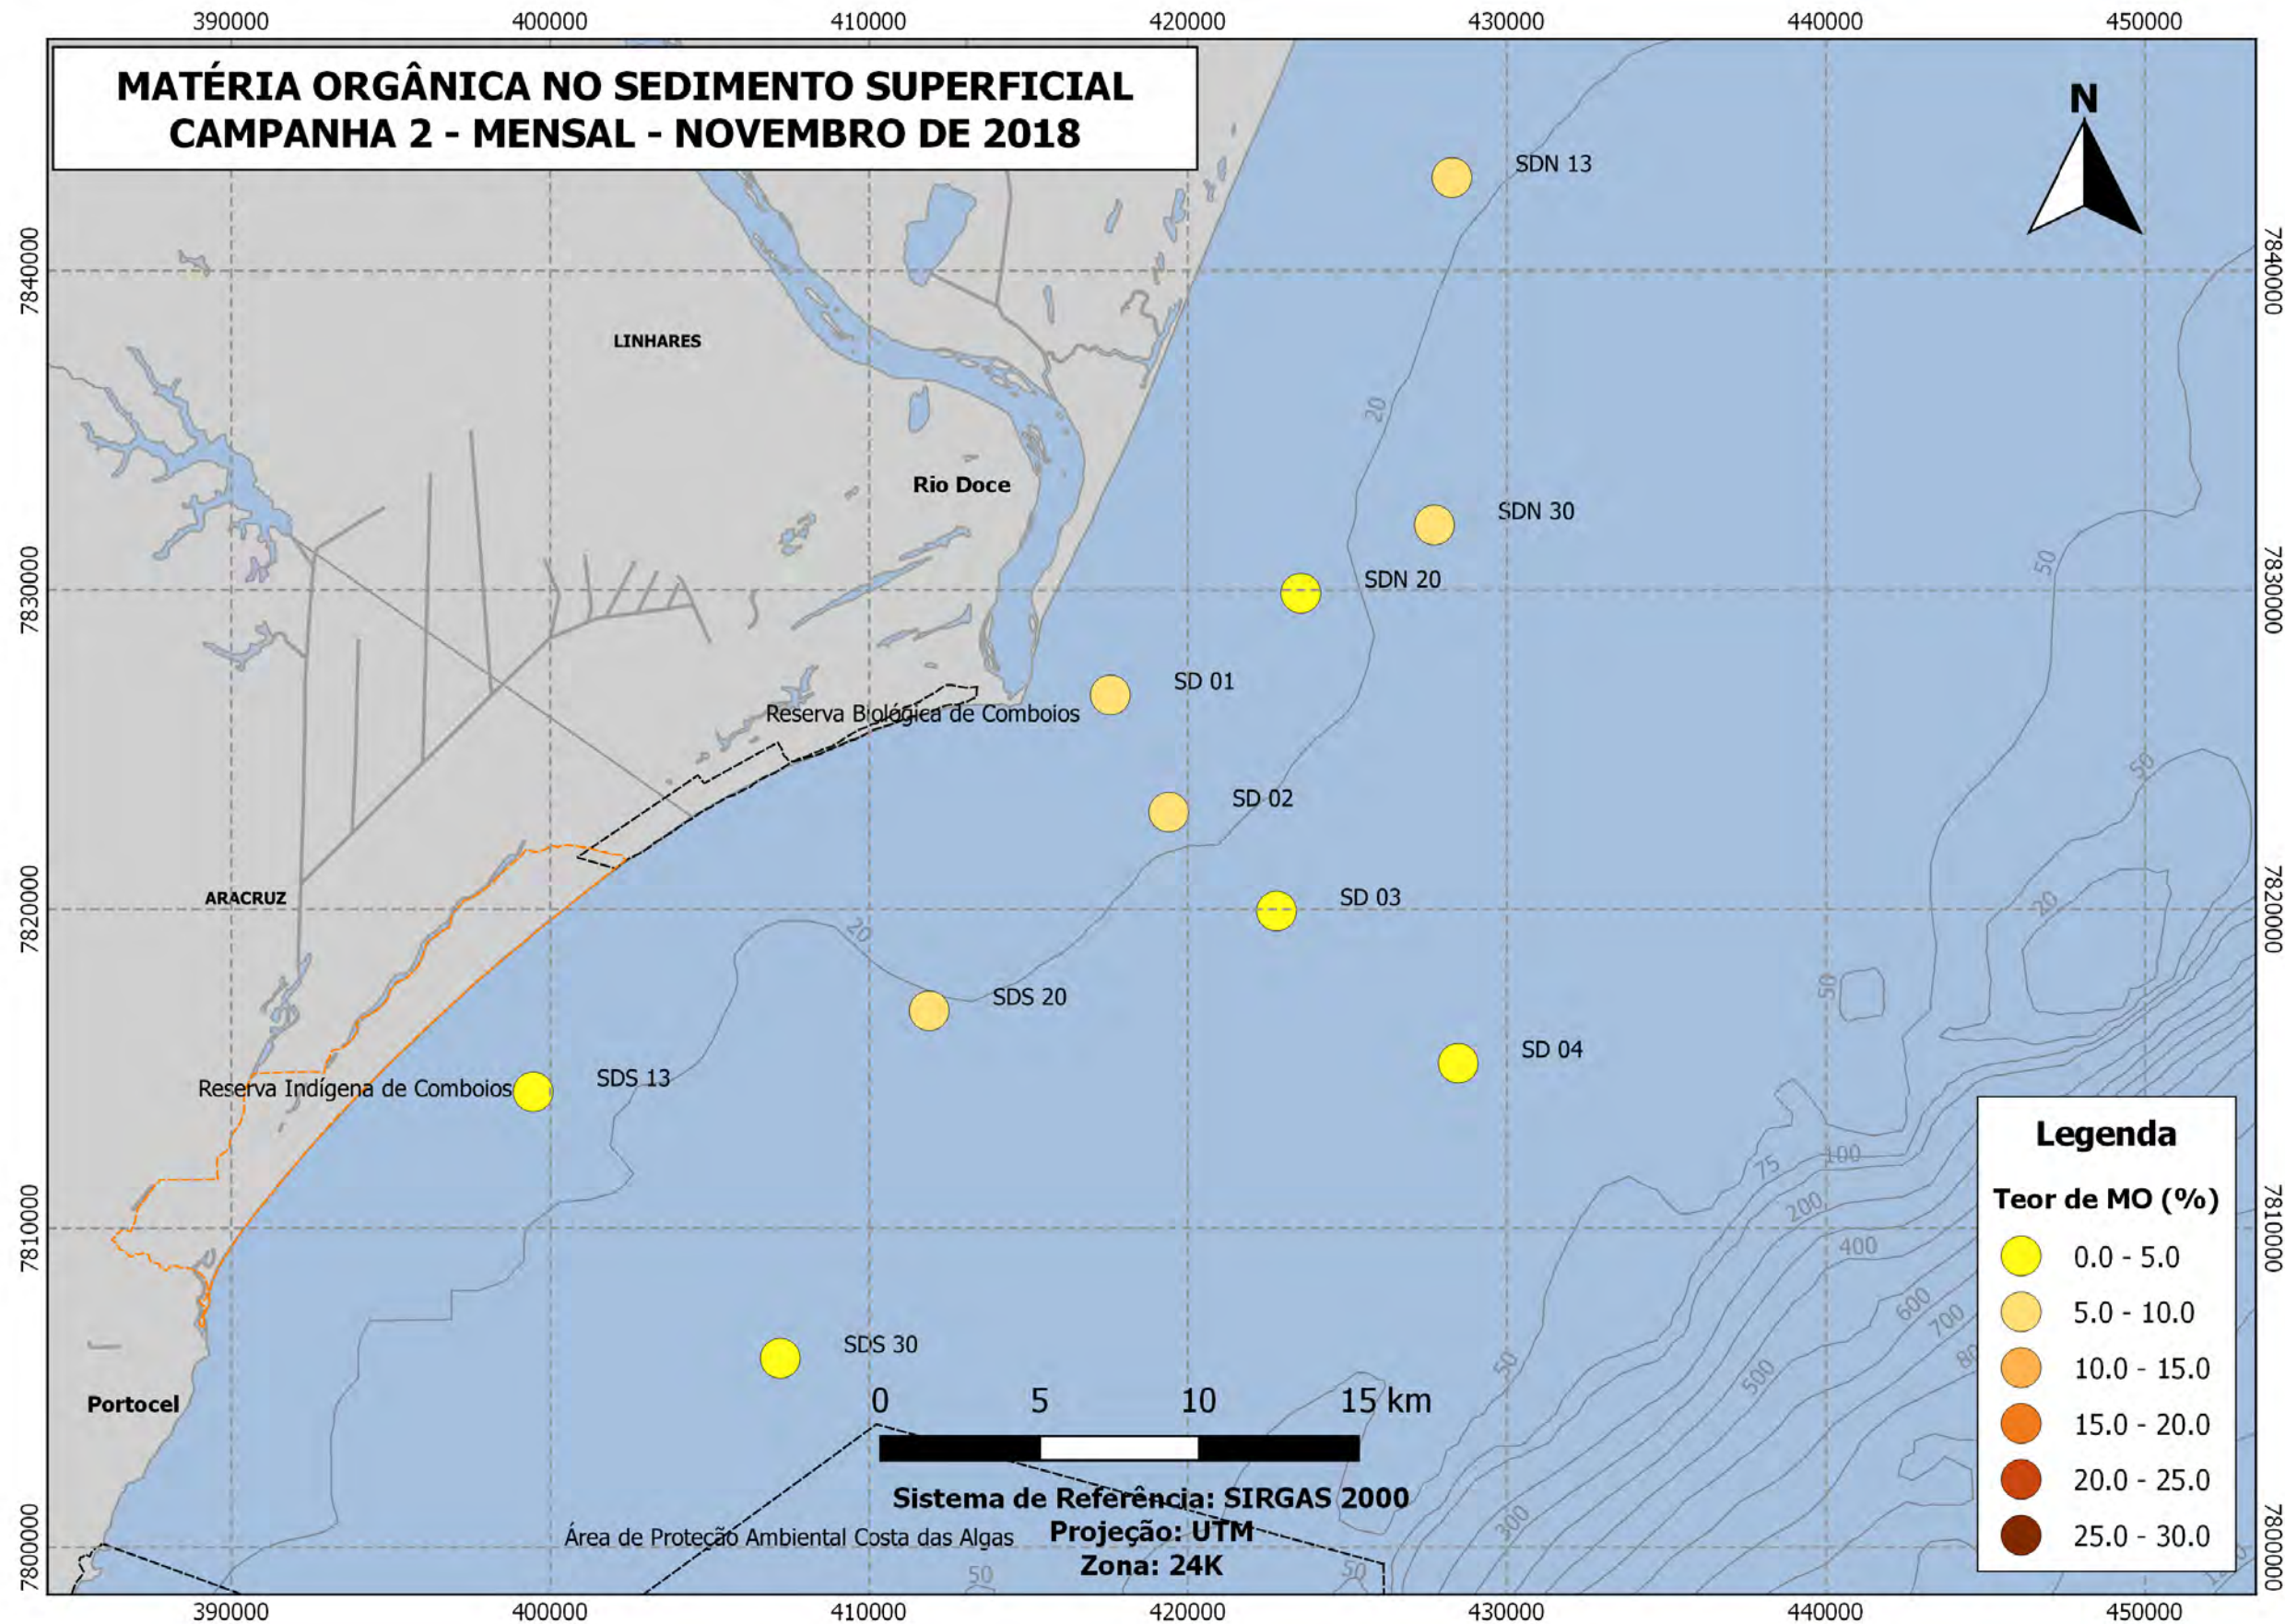 390000 400000 410000 420000 430000 440000 450000
MATÉRIA ORGÂNICA NO SEDIMENTO SUPERFICIAL
CAMPANHA 2 - MENSAL - NOVEMBRO DE 2018
N
SDN 13
7840000 7840000
LINHARES
20
Rio Doce
SDN 30
50
SDN 20
7830000 7830000
SD 01
Reserva Biológica de Comboios
50
SD 02
ARACRUZ
SD 03
20
7820000 7820000
20
50
SDS 20
SD 04
SDS 13
Reserva Indígena de Comboios
Legenda
75 100
Teor de MO (%)
200
7810000 7810000
400
0.0 - 5.0
600
5.0 - 10.0
700
SDS 30
50
500
10.0 - 15.0
Portocel
0 5 10 15 km
15.0 - 20.0
20.0 - 25.0
Sistema de Referência: SIRGAS 2000
300
Área de Proteção Ambiental Costa das Algas
Projeção: UTM
25.0 - 30.0
7800000 7800000
Zona: 24K
50 50
390000 400000 410000 420000 430000 440000 450000